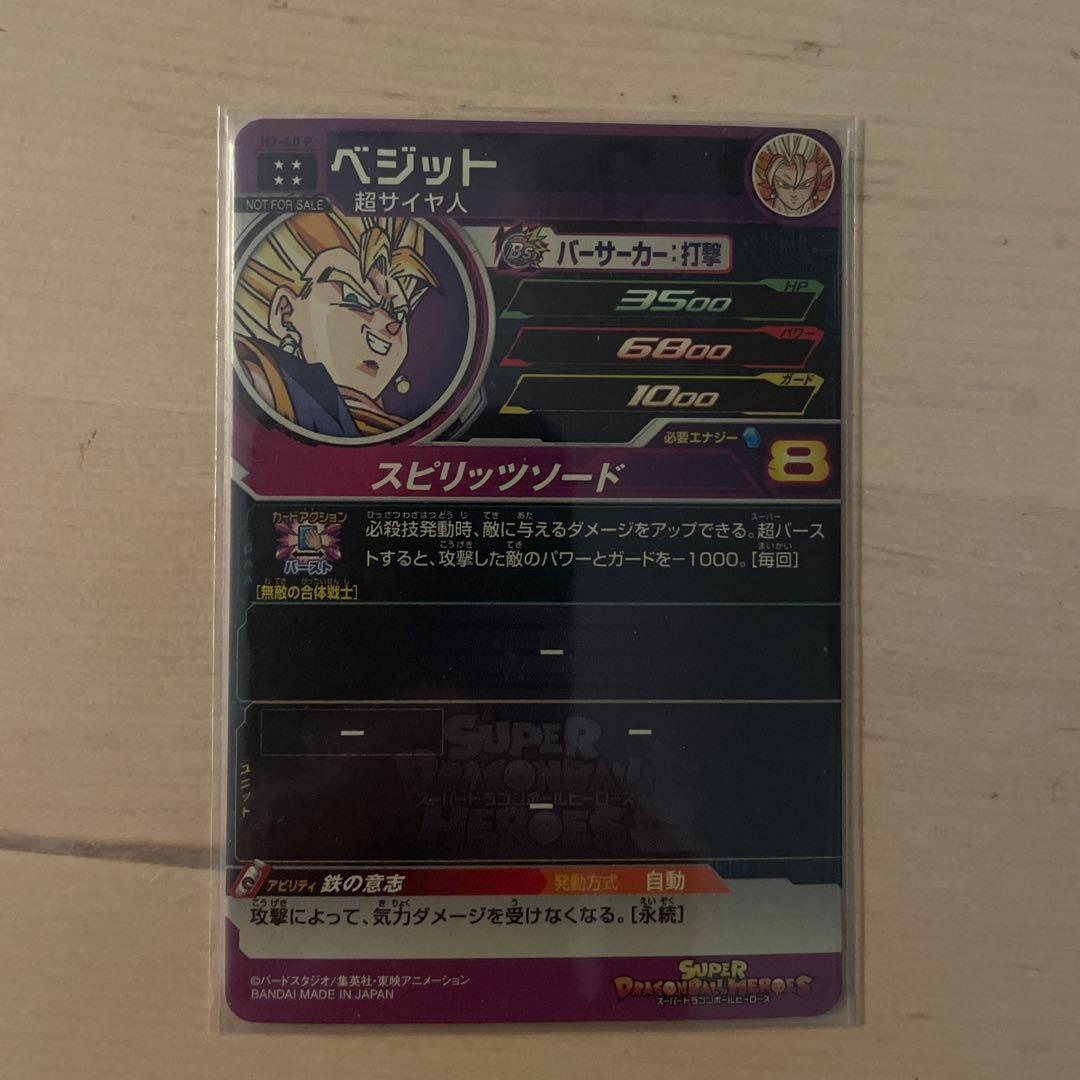 ベジット
超サイヤ人
NOT FOR SALE
Bs バーサーカー:打撃
HP
3500
パワー
6800
ガード
1000
必要エナジー 8
スピリッツソード
カードアクション
バースト
[無敵の合体戦士]
必殺技発動時、敵に与えるダメージをアップできる。超バース
トすると、攻撃した敵のパワーとガードを-1000。[毎回]
—
—
—
ユニット
—
SUPER
DRAGONBALL
スーパードラゴンボールヒーローズ
HEROES
アビリティ 鉄の意志 発動方式 自動
攻撃によって、気力ダメージを受けなくなる。[永続]
©バードスタジオ/集英社・東映アニメーション
BANDAI MADE IN JAPAN
SUPER
DRAGONBALL HEROES
スーパードラゴンボールヒーローズ